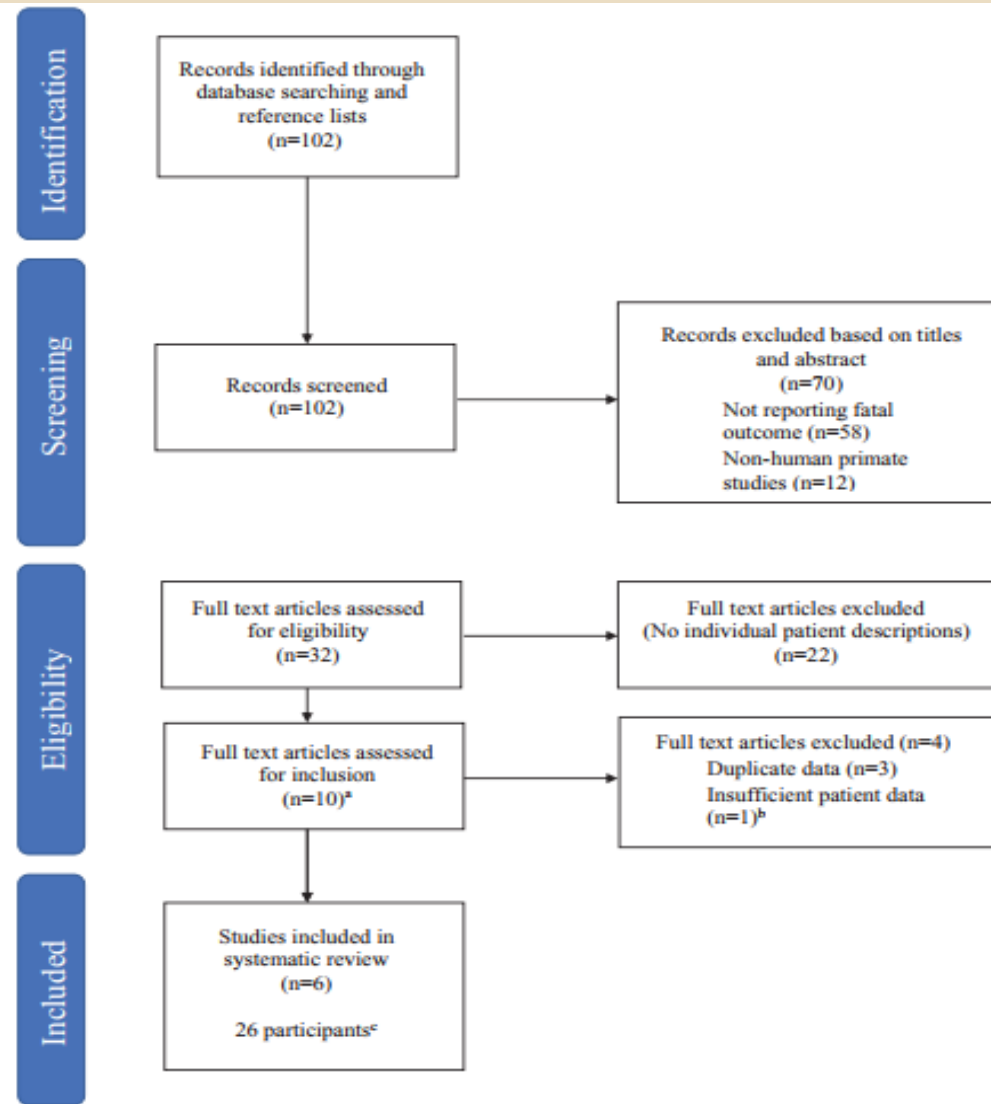 Identification
Records identified through
database searching and
reference lists
(n=102)
Screening
Records screened
(n=102)
Records excluded based on titles
and abstract
(n=70)
Not reporting fatal
outcome (n=58)
Non-human primate
studies (n=12)
Eligibility
Full text articles assessed
for eligibility
(n=32)
Full text articles excluded
(No individual patient descriptions)
(n=22)
Full text articles assessed
for inclusion
(n=10)ᵃ
Full text articles excluded (n=4)
Duplicate data (n=3)
Insufficient patient data
(n=1)ᵇ
Included
Studies included in
systematic review
(n=6)
26 participantsᶜ